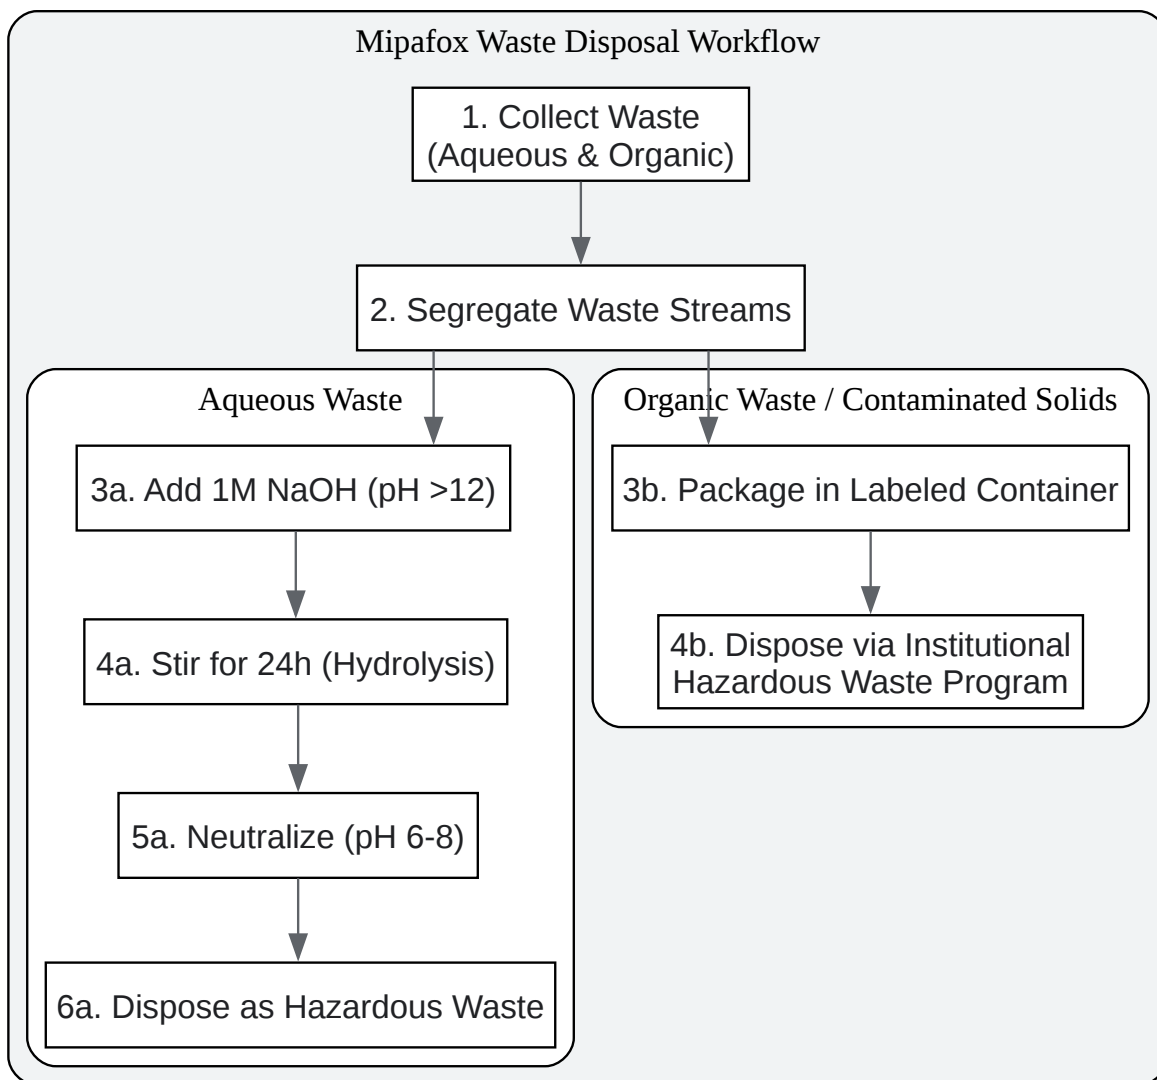 Mipafox Waste Disposal Workflow
1. Collect Waste
(Aqueous & Organic)
2. Segregate Waste Streams
Aqueous Waste
3a. Add 1M NaOH (pH >12)
4a. Stir for 24h (Hydrolysis)
5a. Neutralize (pH 6-8)
6a. Dispose as Hazardous Waste
Organic Waste / Contaminated Solids
3b. Package in Labeled Container
4b. Dispose via Institutional
Hazardous Waste Program